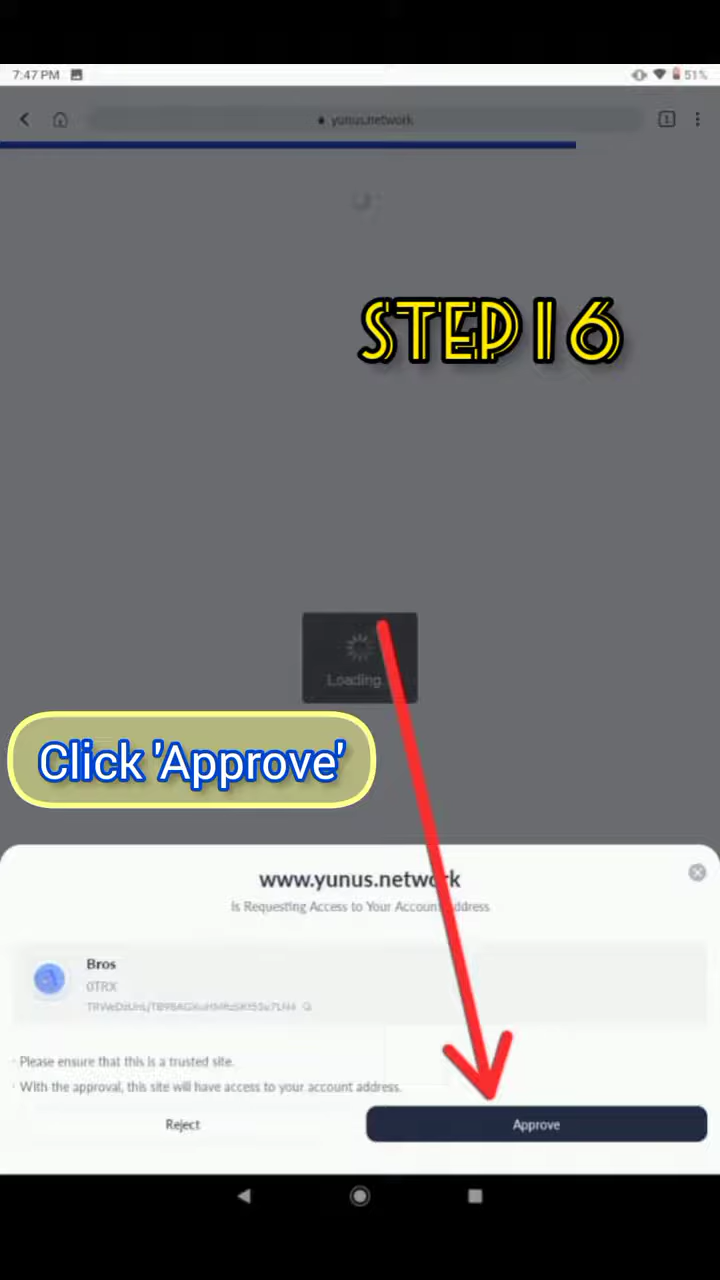 7:47 PM
51%
yunus.network
1
STEP 16
Loading
Click 'Approve'
www.yunus.network
Is Requesting Access to Your Account Address
Bros
0TRX
· Please ensure that this is a trusted site.
· With the approval, this site will have access to your account address.
Reject
Approve